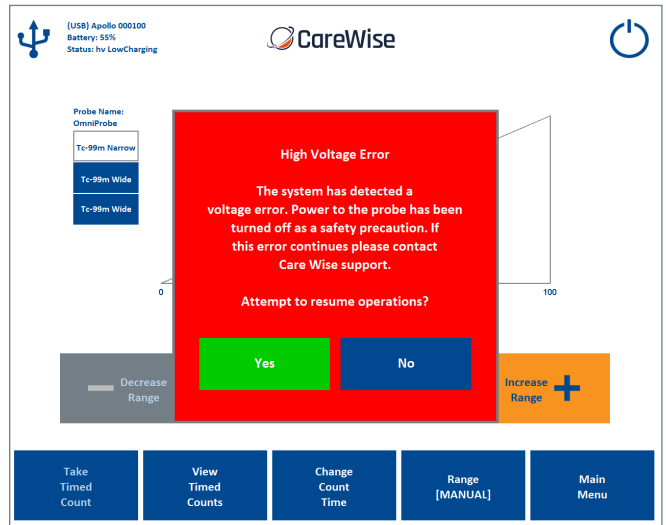 (USB) Apollo 000100
Battery: 55%
Status: hv LowCharging
CareWise
Probe Name:
OmniProbe
Tc-99m Narrow
Tc-99m Wide
Tc-99m Wide
High Voltage Error
The system has detected a
voltage error. Power to the probe has been
turned off as a safety precaution. If
this error continues please contact
Care Wise support.
Attempt to resume operations?
0
100
Yes
No
Decrease
Range
Increase
Range
Take
Timed
Count
View
Timed
Counts
Change
Count
Time
Range
[MANUAL]
Main
Menu